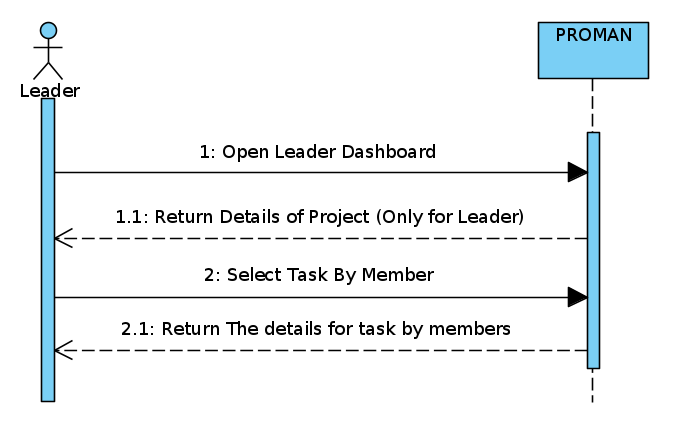 PROMAN
Leader
1: Open Leader Dashboard
1.1: Return Details of Project (Only for Leader)
2: Select Task By Member
2.1: Return The details for task by members